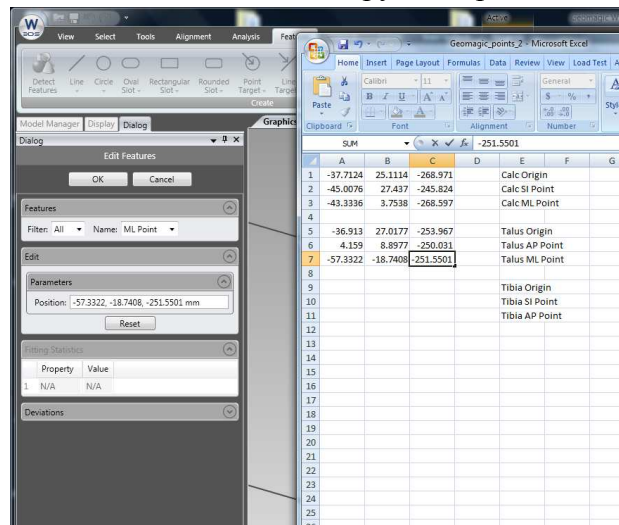 W
SDS
Active
View Select Tools Alignment Analysis Feat
Detect Features Line Circle Oval Slot Rectangular Slot Rounded Slot Point Target Line Targe
Create
Model Manager Display Dialog Graphics
Dialog
Edit Features
OK Cancel
Features
Filter: All Name: ML Point
Edit
Parameters
Position: -57.3322, -18.7408, -251.5501 mm
Reset
Fitting Statistics
Property Value
1 N/A N/A
Deviations
Geomagic_points_2 - Microsoft Excel
Home Insert Page Layout Formulas Data Review View Load Test A
Paste Calibri 11 General
B I U A A $ % , Styl
Clipboard Font Alignment Number
SUM fx -251.5501
A B C D E F G
1 -37.7124 25.1114 -268.971 Calc Origin
2 -45.0076 27.437 -245.824 Calc SI Point
3 -43.3336 3.7538 -268.597 Calc ML Point
4
5 -36.913 27.0177 -253.967 Talus Origin
6 4.159 8.8977 -250.031 Talus AP Point
7 -57.3322 -18.7408 -251.5501 Talus ML Point
8
9 Tibia Origin
10 Tibia SI Point
11 Tibia AP Point
12
13
14
15
16
17
18
19
20
21
22
23
24
25